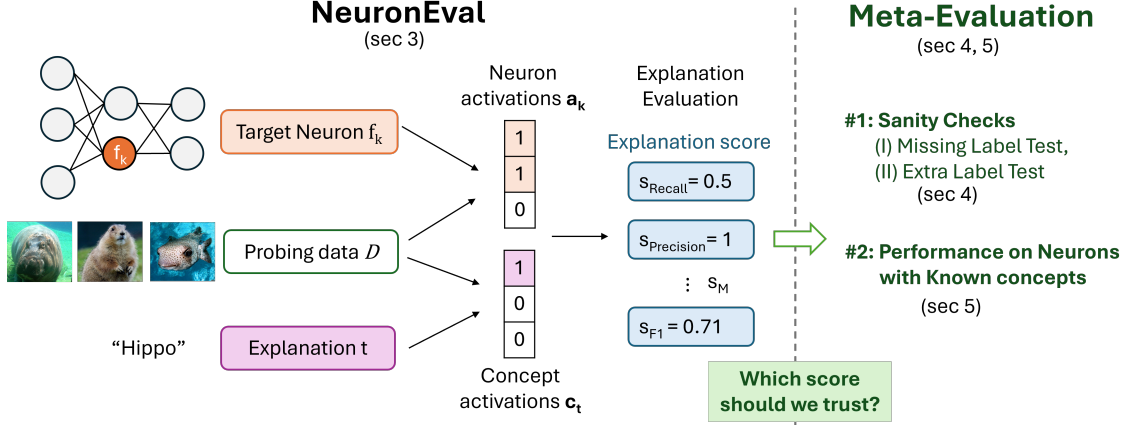 NeuronEval
(sec 3)
Meta-Evaluation
(sec 4, 5)
f_k
Target Neuron f_k
Probing data D
"Hippo"
Explanation t
Neuron
activations a_k
1
1
0
1
0
0
Concept
activations c_t
Explanation
Evaluation
Explanation score
s_Recall = 0.5
s_Precision = 1
⋮ s_M
s_F1 = 0.71
#1: Sanity Checks
(I) Missing Label Test,
(II) Extra Label Test
(sec 4)
#2: Performance on Neurons
with Known concepts
(sec 5)
Which score
should we trust?